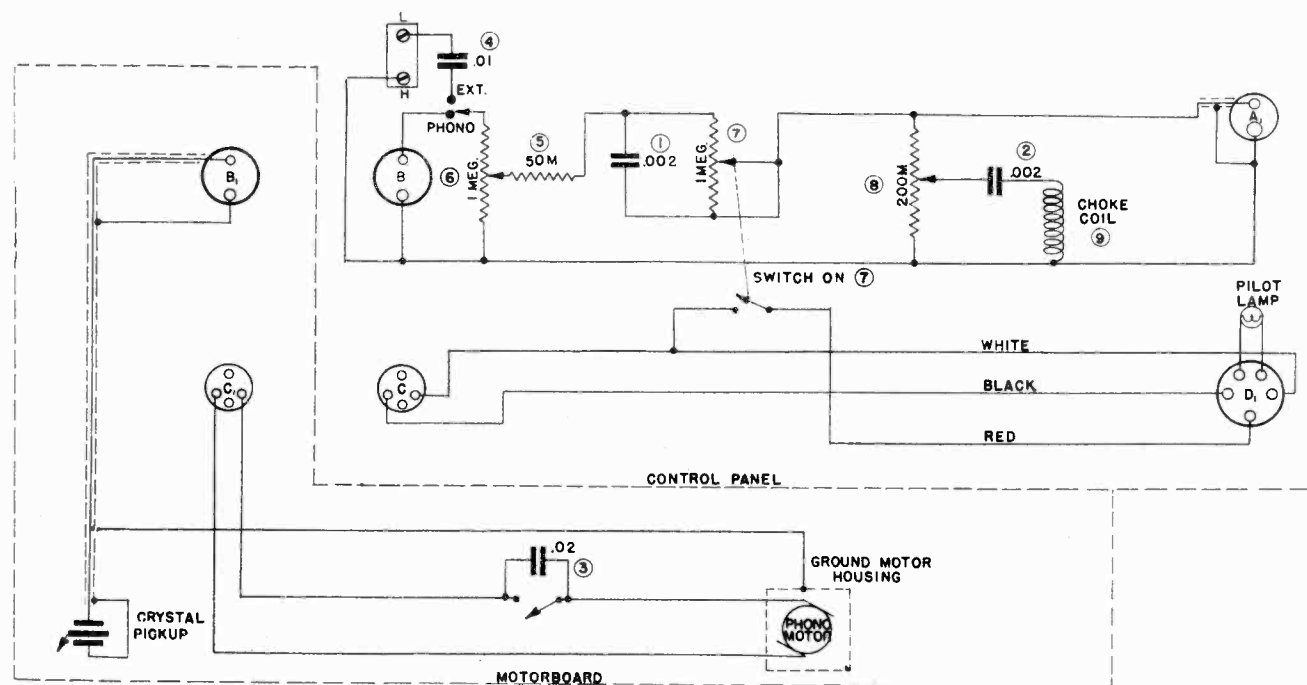 L
④
.01
H
EXT.
PHONO
B₁
B
⑥
1 MEG.
⑤
50M
①
.002
⑦
1 MEG.
⑧
200M
②
.002
CHOKE
COIL
⑨
A₁
SWITCH ON ⑦
PILOT
LAMP
WHITE
C₁
C
BLACK
D₁
RED
CONTROL PANEL
.02
③
GROUND MOTOR
HOUSING
CRYSTAL
PICKUP
PHONO
MOTOR
MOTORBOARD